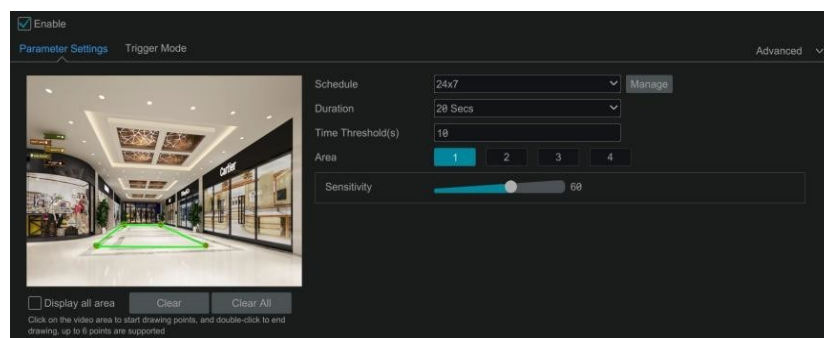 Enable
Parameter Settings Trigger Mode Advanced
Schedule 24x7 Manage
Duration 20 Secs
Time Threshold(s) 10
Area 1 2 3 4
Sensitivity 60
Cartier
Display all area Clear Clear All
Click on the video area to start drawing points, and double-click to end
drawing, up to 6 points are supported